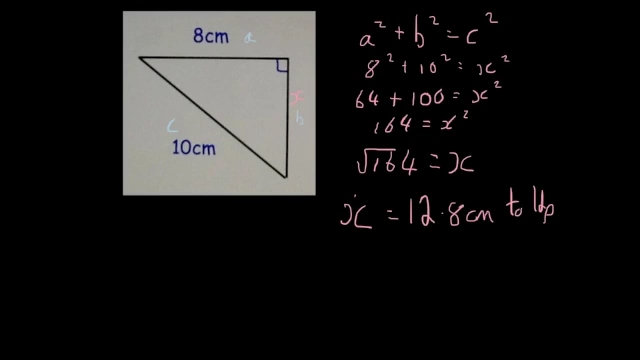 8cm a
x
b
c
10cm
a² + b² = c²
8² + 10² = x²
64 + 100 = x²
164 = x²
√164 = x
x = 12.8cm to 1dp